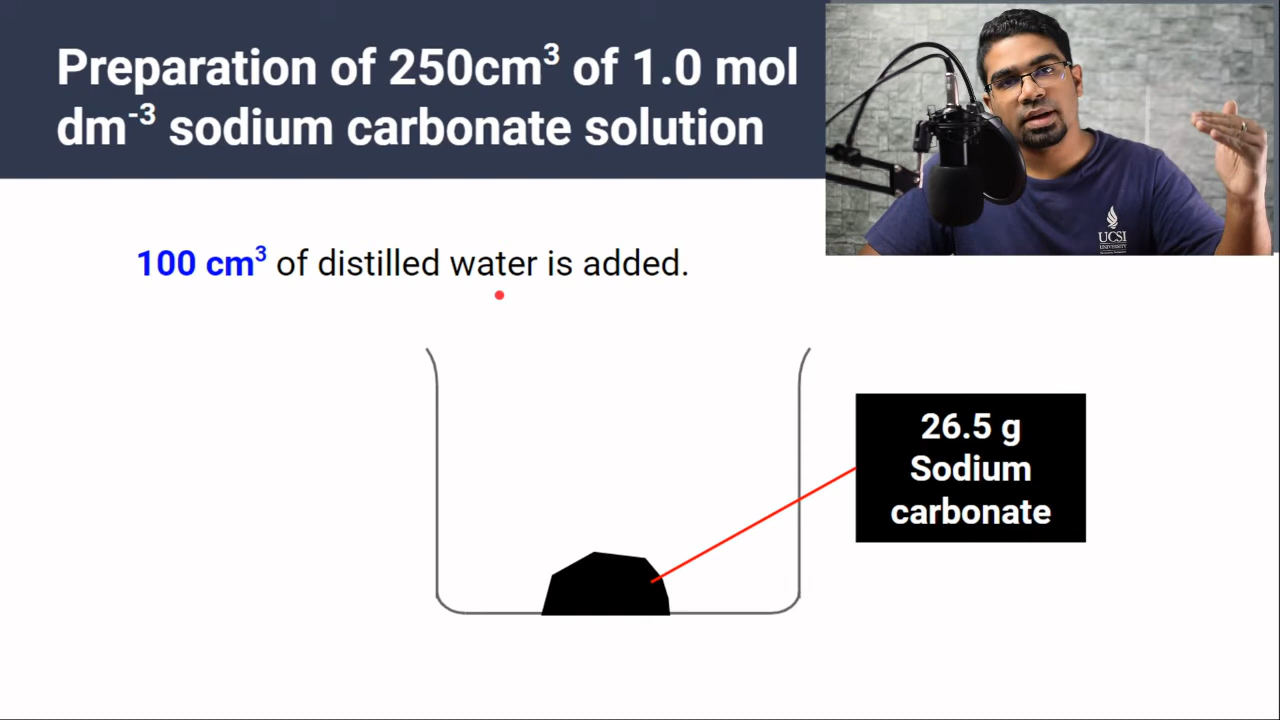 Preparation of 250cm³ of 1.0 mol
dm⁻³ sodium carbonate solution
100 cm³ of distilled water is added.
26.5 g
Sodium
carbonate
UCSI
UNIVERSITY